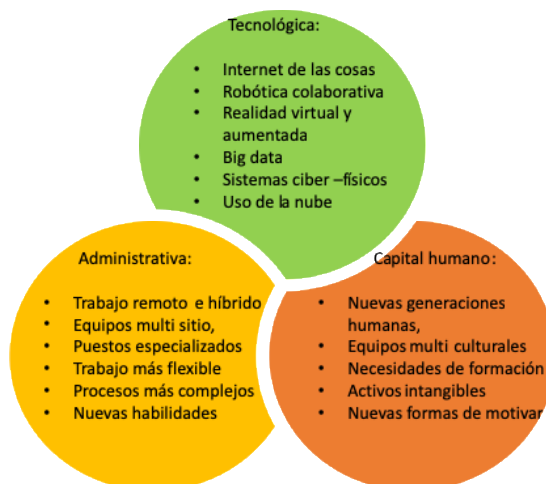 Tecnológica:
• Internet de las cosas
• Robótica colaborativa
• Realidad virtual y
aumentada
• Big data
• Sistemas ciber –físicos
• Uso de la nube
Administrativa:
• Trabajo remoto e híbrido
• Equipos multi sitio,
• Puestos especializados
• Trabajo más flexible
• Procesos más complejos
• Nuevas habilidades
Capital humano:
• Nuevas generaciones
humanas,
• Equipos multi culturales
• Necesidades de formación
• Activos intangibles
• Nuevas formas de motivar